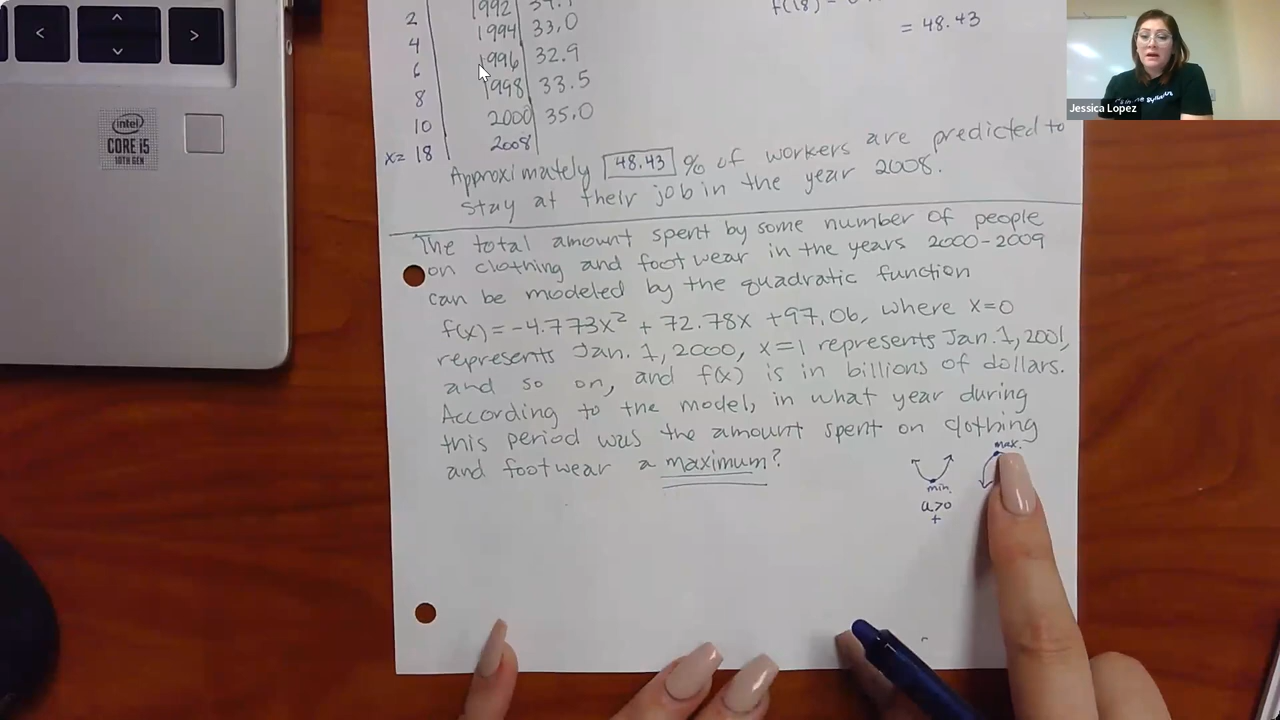 1992 34.1
2 1994 33.0
4 1996 32.9
6 1998 33.5
8 2000 35.0
10 2008
x= 18
f(18) =
= 48.43
Approximately 48.43 % of workers are predicted to
stay at their job in the year 2008.
The total amount spent by some number of people
on clothing and footwear in the years 2000-2009
can be modeled by the quadratic function
f(x) = -4.773x² + 72.78x + 97.06, where x=0
represents Jan. 1, 2000, x=1 represents Jan. 1, 2001,
and so on, and f(x) is in billions of dollars.
According to the model, in what year during
this period was the amount spent on clothing
and footwear a maximum?
max.
min.
a>0
+
intel
CORE i5
10TH GEN
Jessica Lopez